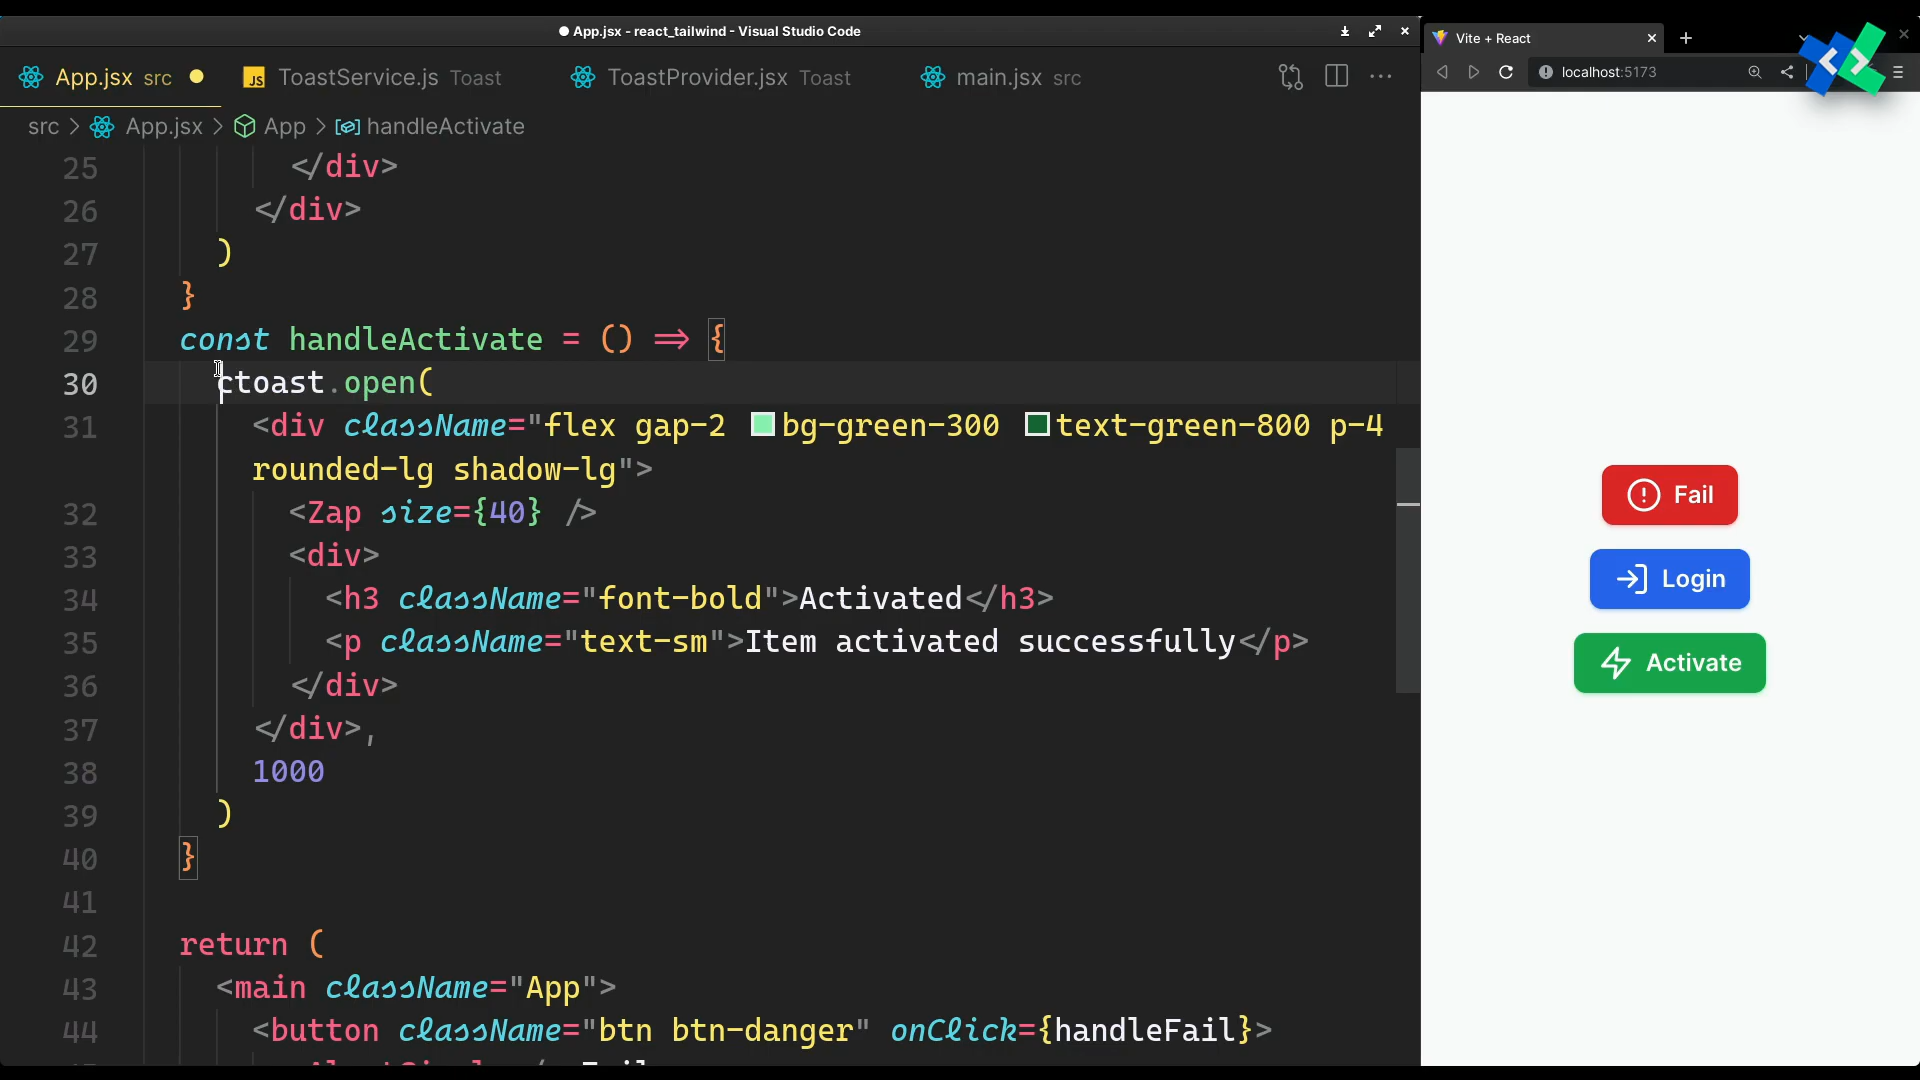 App.jsx - react_tailwind - Visual Studio Code
App.jsx src
JS ToastService.js Toast
ToastProvider.jsx Toast
main.jsx src
src > App.jsx > App > handleActivate
25 </div>
26 </div>
27 )
28 }
29 const handleActivate = () => {
30 ctoast.open(
31 <div className="flex gap-2 bg-green-300 text-green-800 p-4
rounded-lg shadow-lg">
32 <Zap size={40} />
33 <div>
34 <h3 className="font-bold">Activated</h3>
35 <p className="text-sm">Item activated successfully</p>
36 </div>
37 </div>,
38 1000
39 )
40 }
41
42 return (
43 <main className="App">
44 <button className="btn btn-danger" onClick={handleFail}>
Vite + React
localhost:5173
Fail
Login
Activate